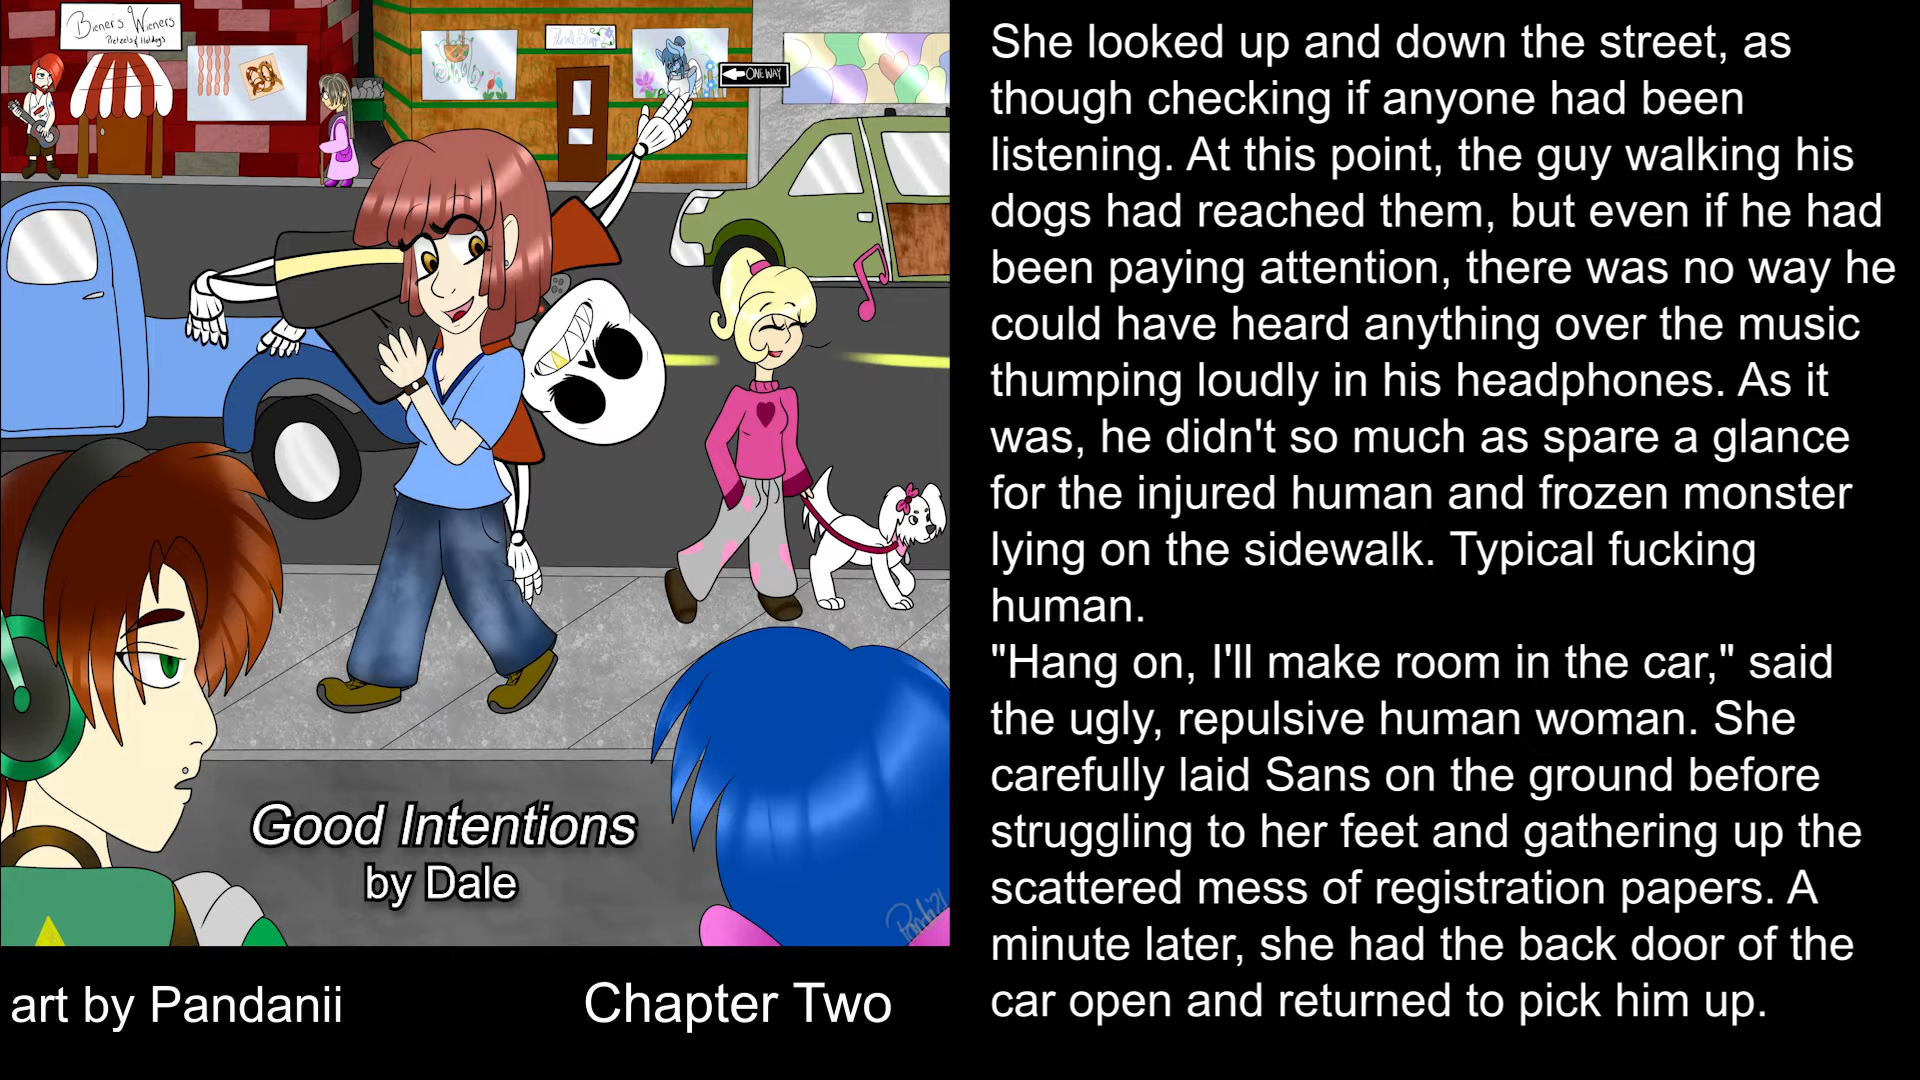 Biener's Wieners
Pretzels & Hotdogs
Floral Shoppe
ONE WAY
Good Intentions
by Dale
art by Pandanii
Chapter Two
She looked up and down the street, as
though checking if anyone had been
listening. At this point, the guy walking his
dogs had reached them, but even if he had
been paying attention, there was no way he
could have heard anything over the music
thumping loudly in his headphones. As it
was, he didn't so much as spare a glance
for the injured human and frozen monster
lying on the sidewalk. Typical fucking
human.
"Hang on, I'll make room in the car," said
the ugly, repulsive human woman. She
carefully laid Sans on the ground before
struggling to her feet and gathering up the
scattered mess of registration papers. A
minute later, she had the back door of the
car open and returned to pick him up.